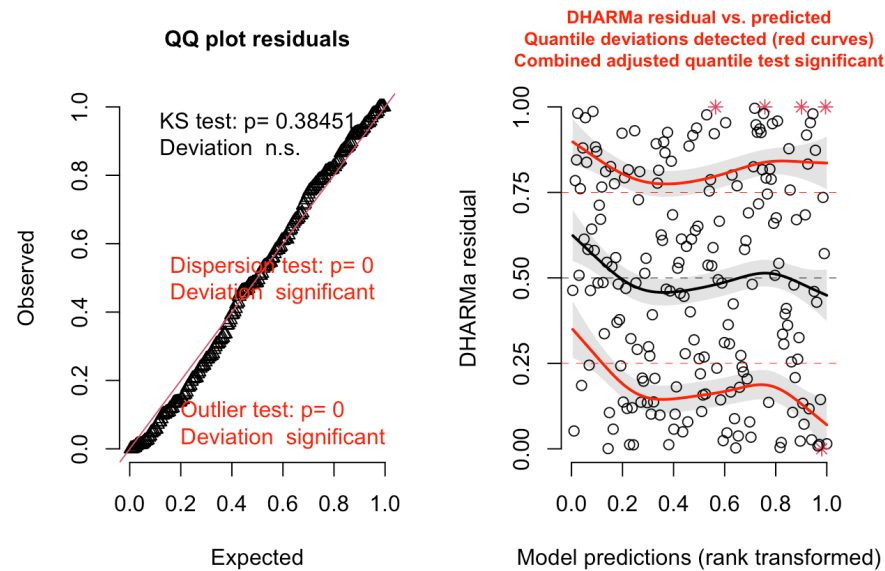 QQ plot residuals
KS test: p= 0.38451
Deviation n.s.
Dispersion test: p= 0
Deviation significant
Outlier test: p= 0
Deviation significant
Observed
0.0 0.2 0.4 0.6 0.8 1.0
0.0 0.2 0.4 0.6 0.8 1.0
Expected
DHARMa residual vs. predicted
Quantile deviations detected (red curves)
Combined adjusted quantile test significant
DHARMa residual
0.00 0.25 0.50 0.75 1.00
0.0 0.2 0.4 0.6 0.8 1.0
Model predictions (rank transformed)